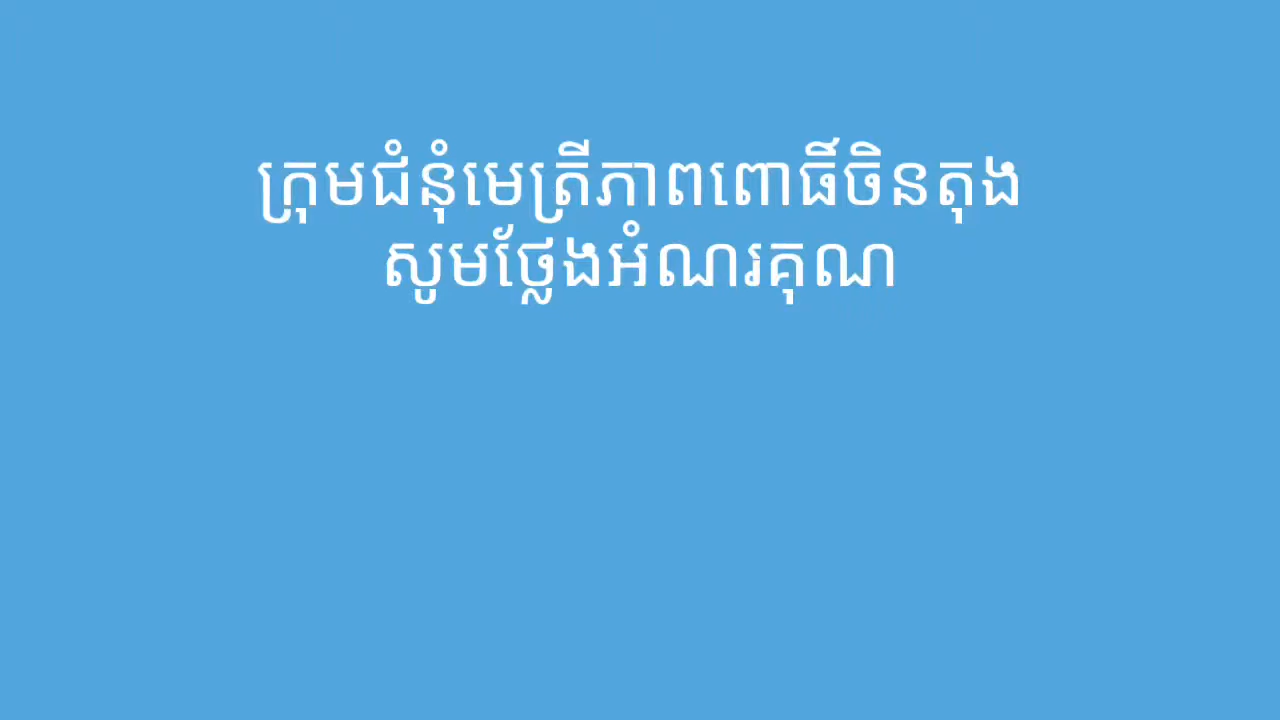 ក្រុមជំនុំមេត្រីភាពពោធិ៍ចិនតុង
សូមថ្លែងអំណរគុណ